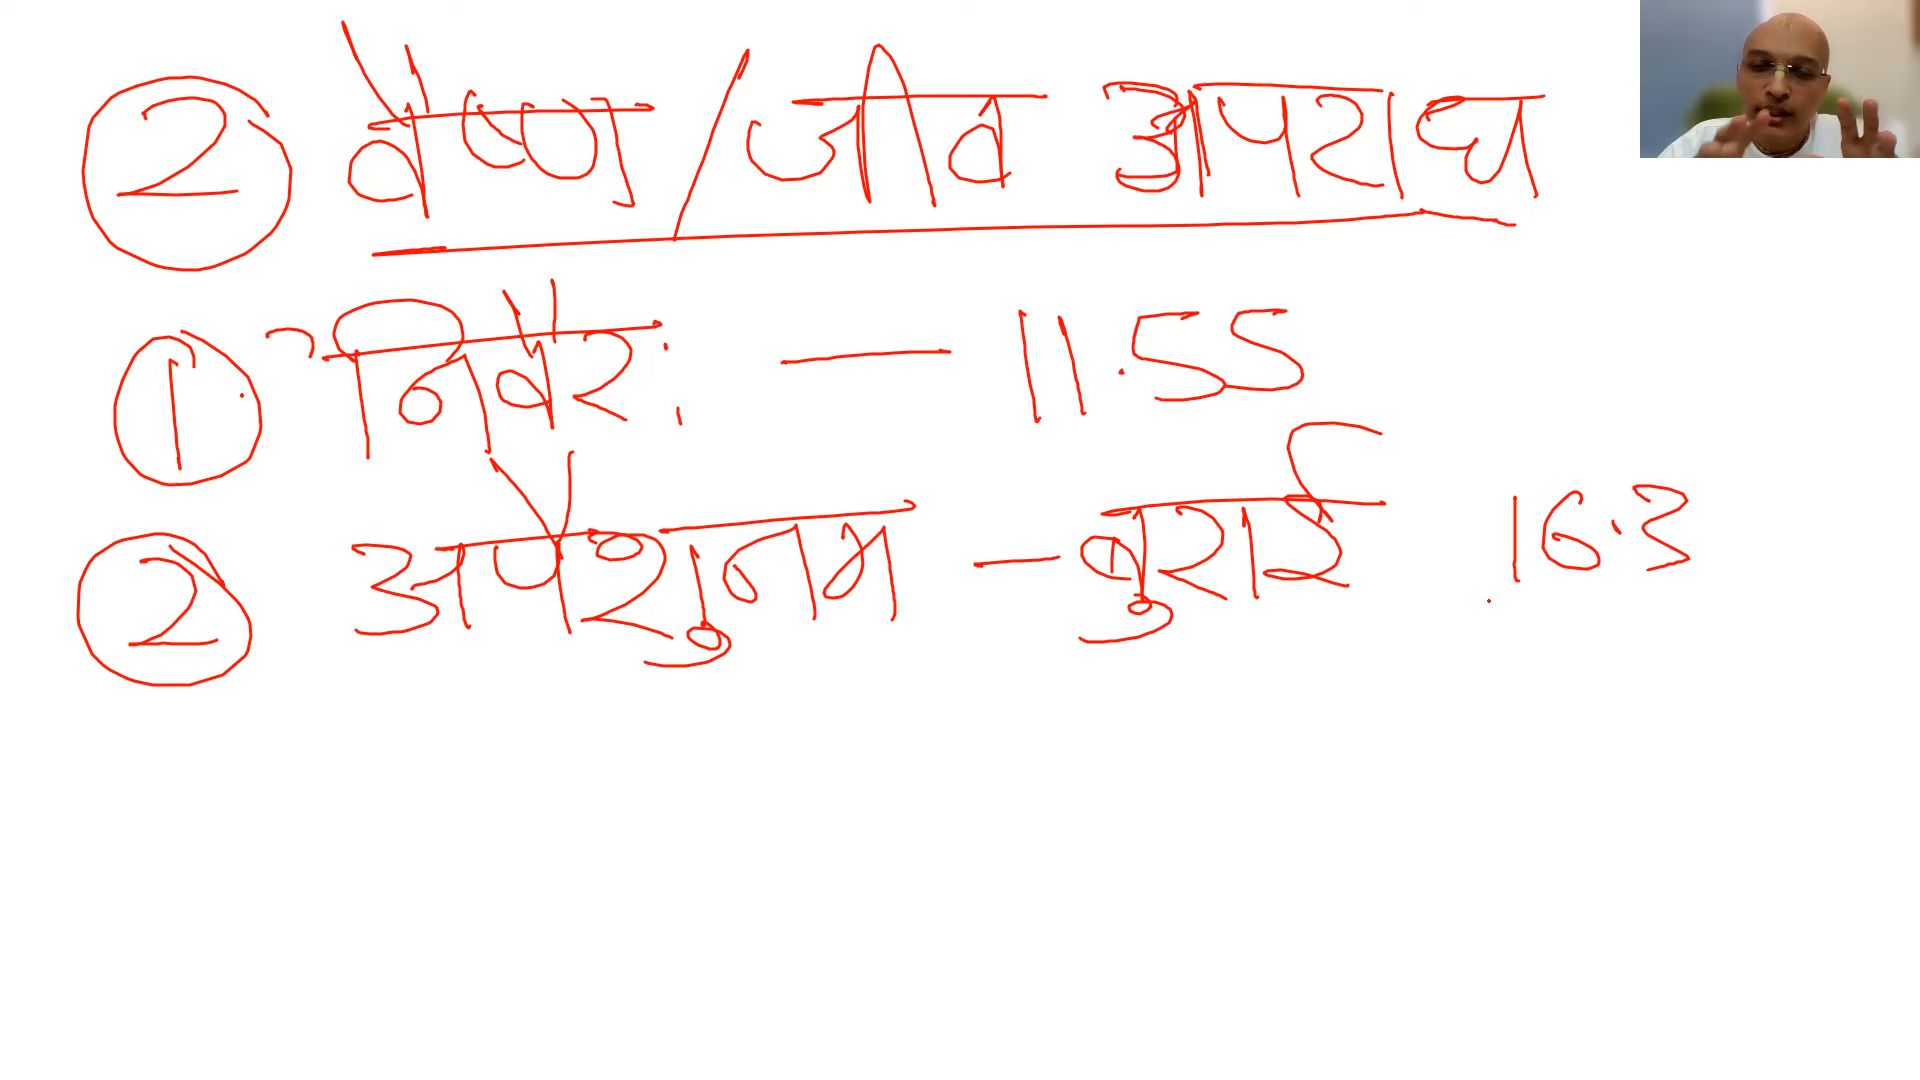 ② वैष्णव / जीव अपराध
① निर्वैरः — 11.55
② अपैशुनम — बुराई 16.3